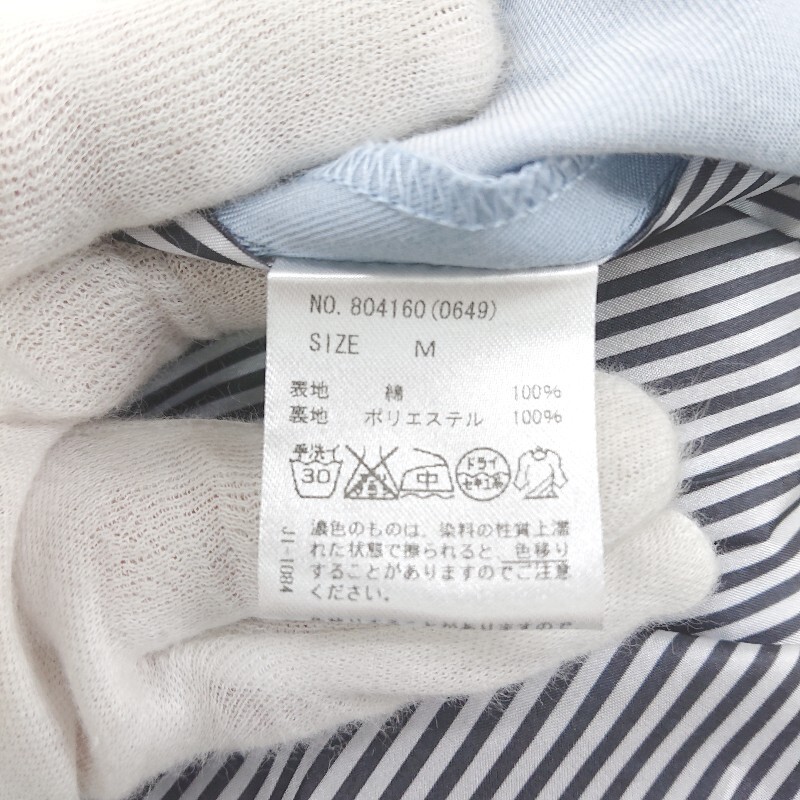 NO. 804160(0649)
SIZE M
表地 綿 100%
裏地 ポリエステル 100%
手洗イ 30 中 ドライ セキユ系
濃色のものは、染料の性質上濡
れた状態で擦られると、色移り
することがありますのでご注意
ください。
J1-1084